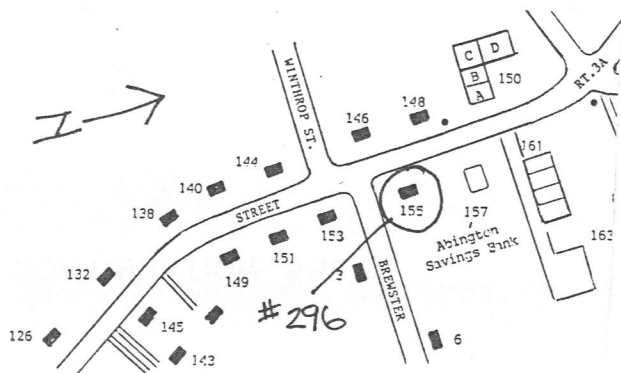 WINTHROP ST.
RT. 3A
C D
B
A
150
148
146
144
140
138
132
126
STREET
161
163
155
157
Abington
Savings Bank
153
151
149
145
143
#296
BREWSTER
6